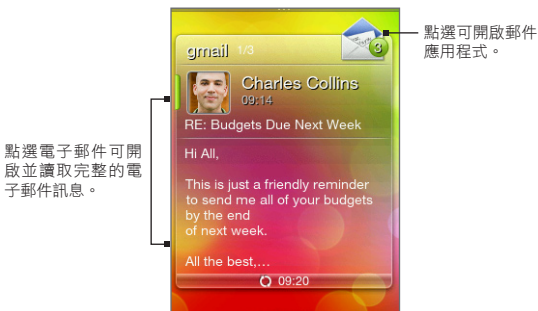 gmail 1/3
3
點選可開啟郵件
應用程式。
Charles Collins
09:14
RE: Budgets Due Next Week
點選電子郵件可開
啟並讀取完整的電
子郵件訊息。
Hi All,
This is just a friendly reminder
to send me all of your budgets
by the end
of next week.
All the best,...
09:20